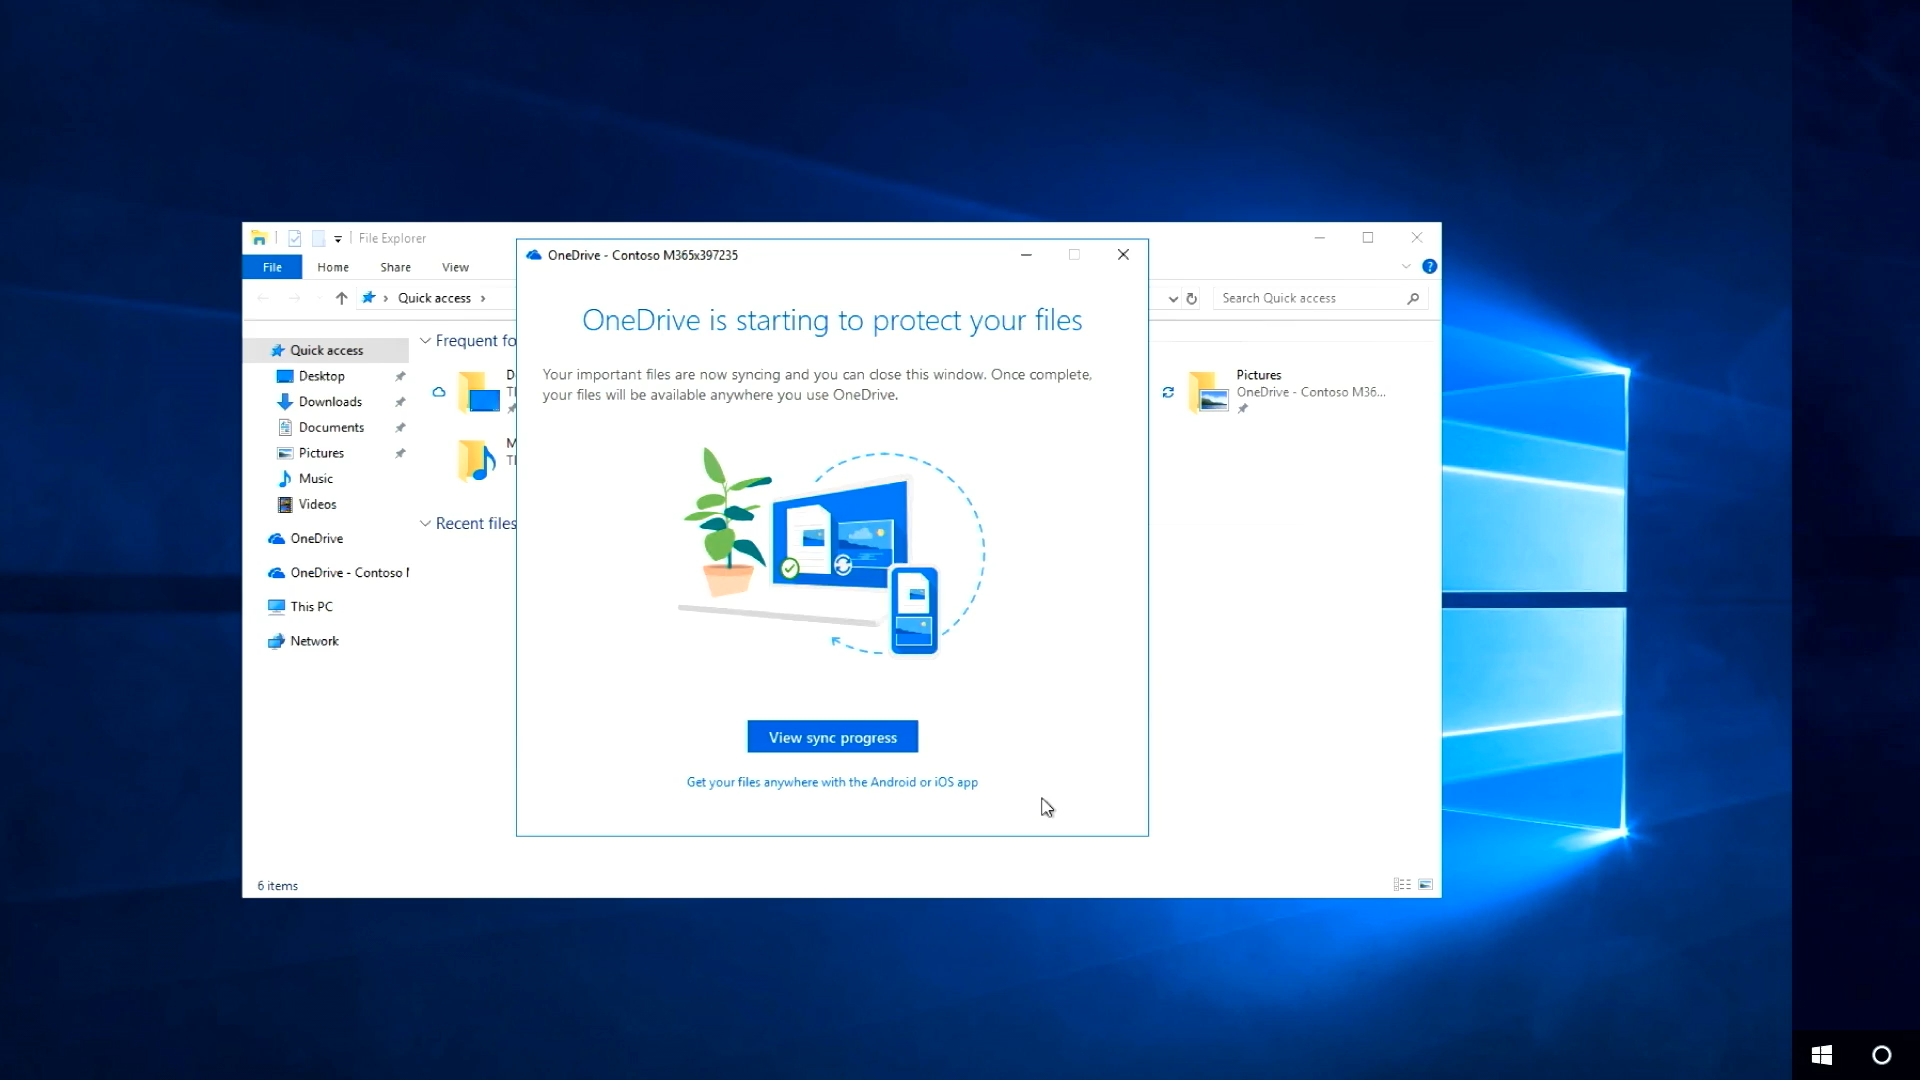 File Explorer
File
Home
Share
View
Quick access
Search Quick access
Quick access
Desktop
Downloads
Documents
Pictures
Music
Videos
OneDrive
OneDrive - Contoso
This PC
Network
Frequent fo
D
M
Recent files
Pictures
OneDrive - Contoso M36...
6 items
OneDrive - Contoso M365x397235
OneDrive is starting to protect your files
Your important files are now syncing and you can close this window. Once complete,
your files will be available anywhere you use OneDrive.
View sync progress
Get your files anywhere with the Android or iOS app